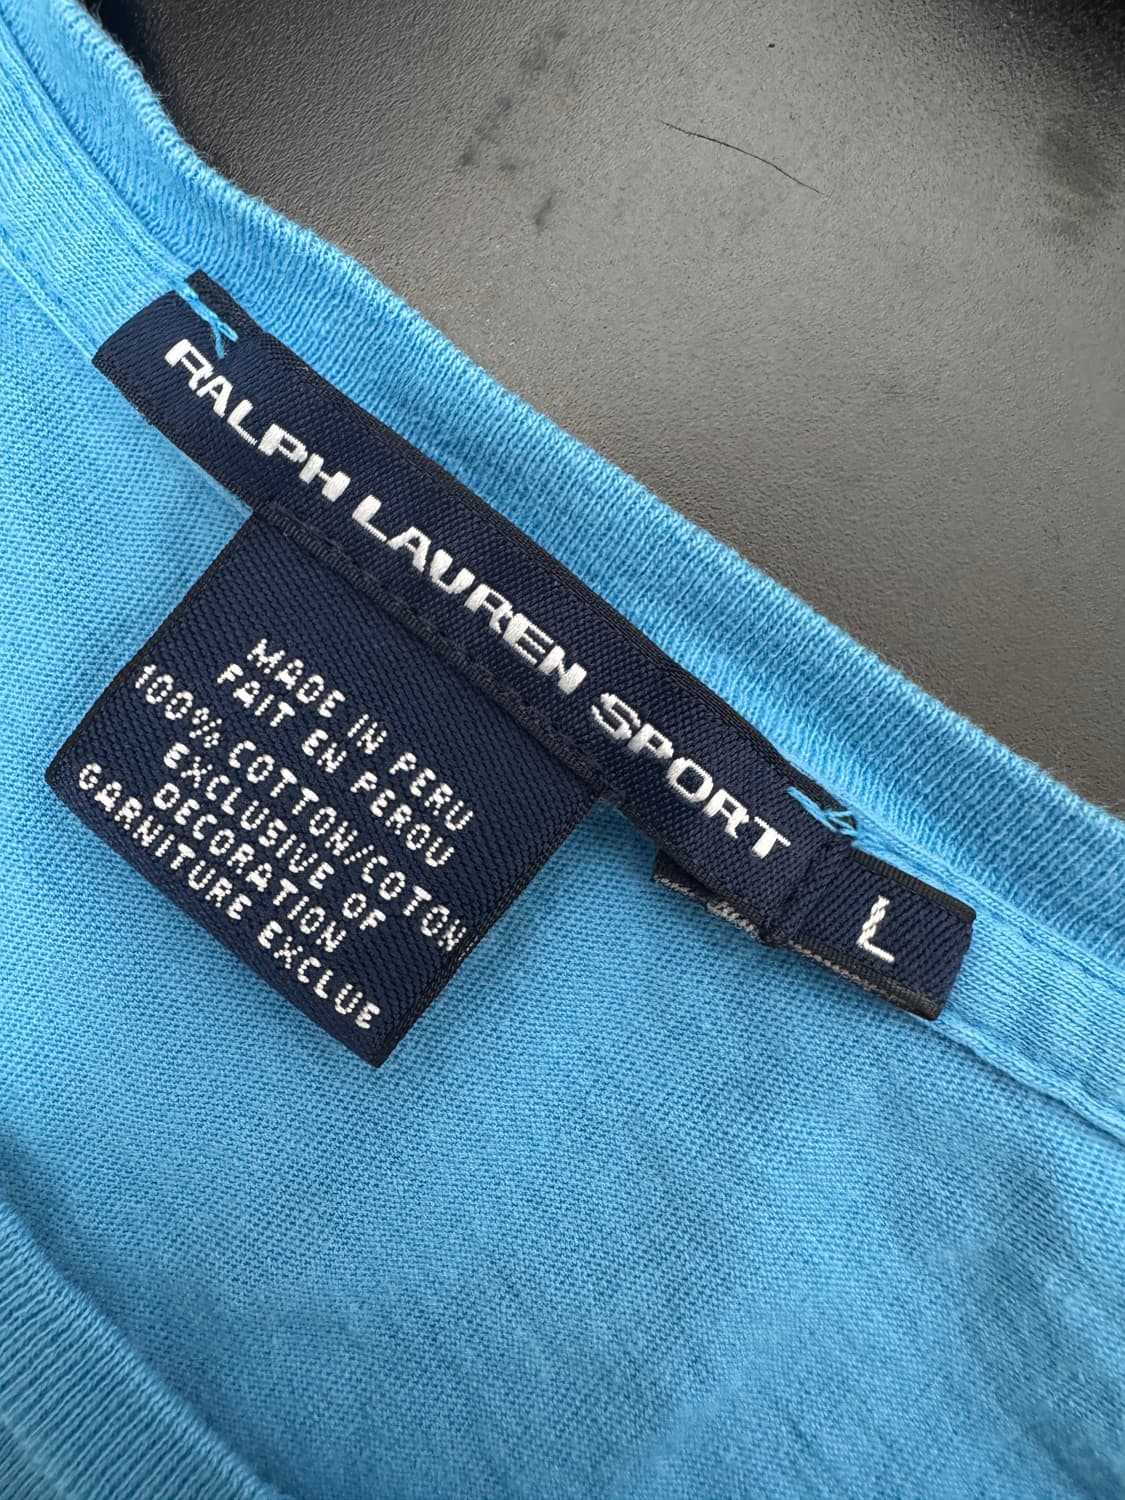 RALPH LAUREN SPORT
L
MADE IN PERU
FAIT EN PEROU
100% COTTON/COTON
EXCLUSIVE OF
DECORATION
GARNITURE EXCLUE